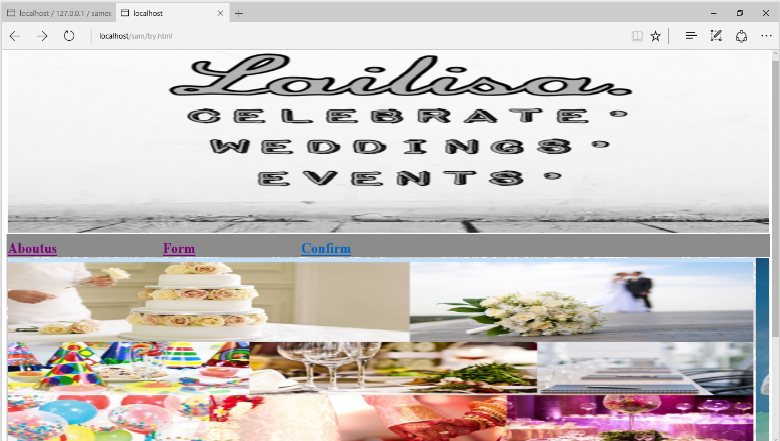 localhost / 127.0.0.1 / samee
localhost
localhost/sam/try.html
Lailisa.
CELEBRATE
WEDDINGS
EVENTS
Aboutus Form Confirm